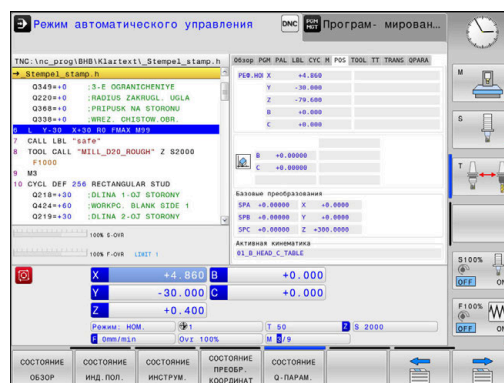 Режим автоматического управления
DNC
Програм- мирован...
TNC:\nc_prog\BHB\Klartext\_Stempel_stamp.h
→_Stempel_stamp.h
Q349=+0 ;3-E OGRANICHENIYE
Q220=+0 ;RADIUS ZAKRUGL. UGLA
Q368=+0 ;PRIPUSK NA STORONU
Q338=+0 ;WREZ. CHISTOW.OBR.
6 L Y-30 X+30 R0 FMAX M99
7 CALL LBL "safe"
8 TOOL CALL "MILL_D20_ROUGH" Z S2000
F1000
9 M3
10 CYCL DEF 256 RECTANGULAR STUD
Q218=+30 ;DLINA 1-OJ STORONY
Q424=+60 ;WORKPC. BLANK SIDE 1
Q219=+30 ;DLINA 2-OJ STORONY
100% S-OVR
100% F-OVR LIMIT 1
Обзор PGM PAL LBL CYC M POS TOOL TT TRANS QPARA
РЕФ.НОМ X +4.860
Y -30.000
Z -79.600
B +0.000
C +0.000
B +0.00000
C +0.00000
Базовые преобразования
SPA +0.00000 X +0.0000
SPB +0.00000 Y +0.0000
SPC +0.00000 Z +300.0000
Активная кинематика
01_B_HEAD_C_TABLE
X +4.860 B +0.000
Y -30.000 C +0.000
Z +0.400
Режим: НОМ. 1 T 50 Z S 2000
F 0mm/min Ovr 100% M 5/9
M
S
T
S100%
OFF ON
F100%
OFF ON
СОСТОЯНИЕ ОБЗОР
СОСТОЯНИЕ ИНД.ПОЛ.
СОСТОЯНИЕ ИНСТРУМ.
СОСТОЯНИЕ ПРЕОБР. КООРДИНАТ
СОСТОЯНИЕ Q-ПАРАМ.